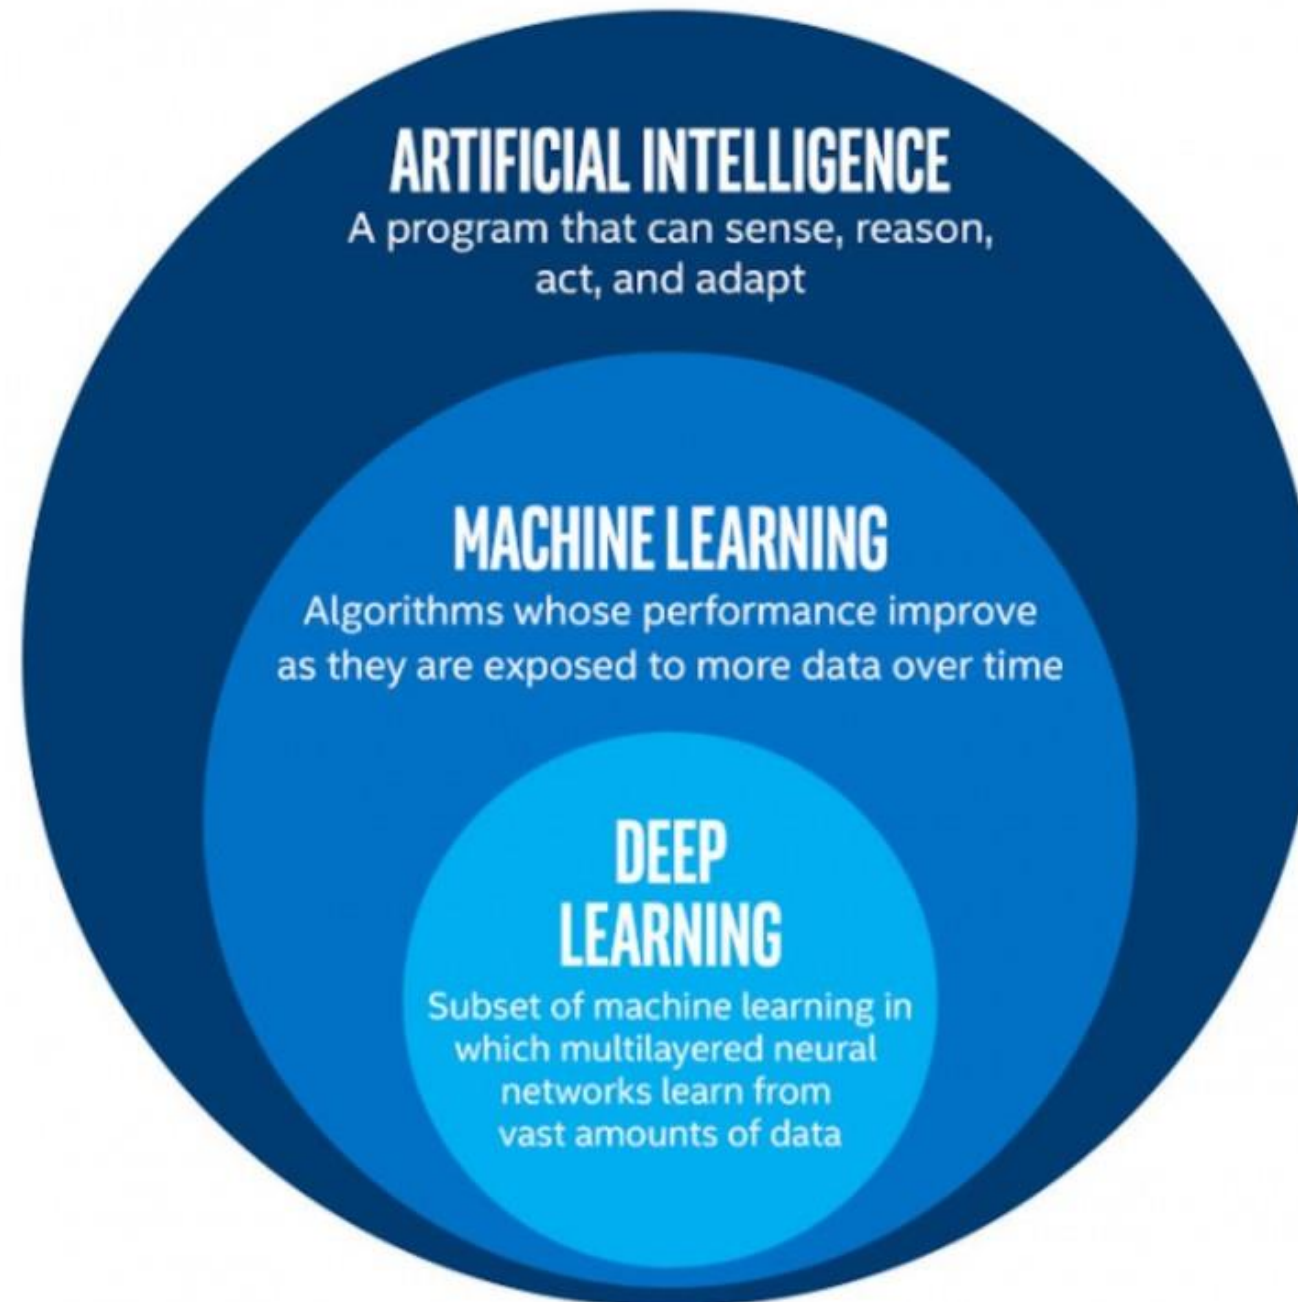 ARTIFICIAL INTELLIGENCE
A program that can sense, reason,
act, and adapt
MACHINE LEARNING
Algorithms whose performance improve
as they are exposed to more data over time
DEEP
LEARNING
Subset of machine learning in
which multilayered neural
networks learn from
vast amounts of data